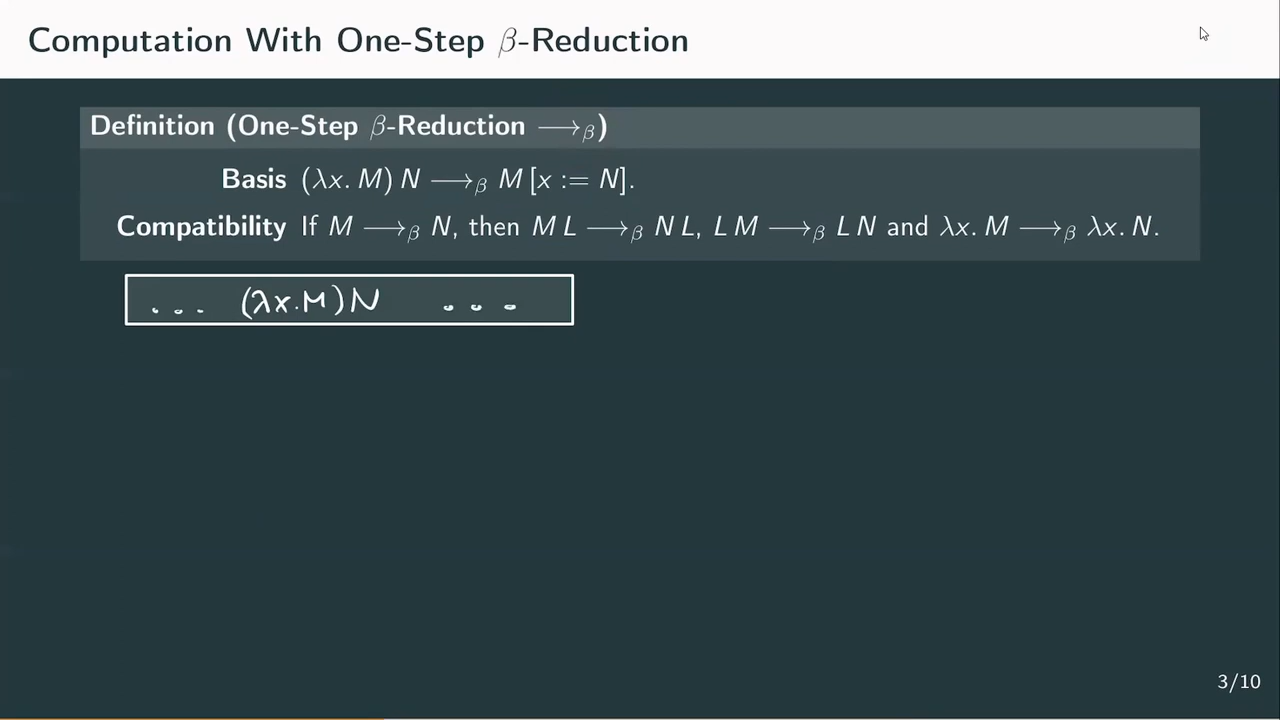 Computation With One-Step β-Reduction
Definition (One-Step β-Reduction ⟶β)
Basis (λx. M) N ⟶β M [x := N].
Compatibility If M ⟶β N, then M L ⟶β N L, L M ⟶β L N and λx. M ⟶β λx. N.
... (λx.M)N ...
3/10